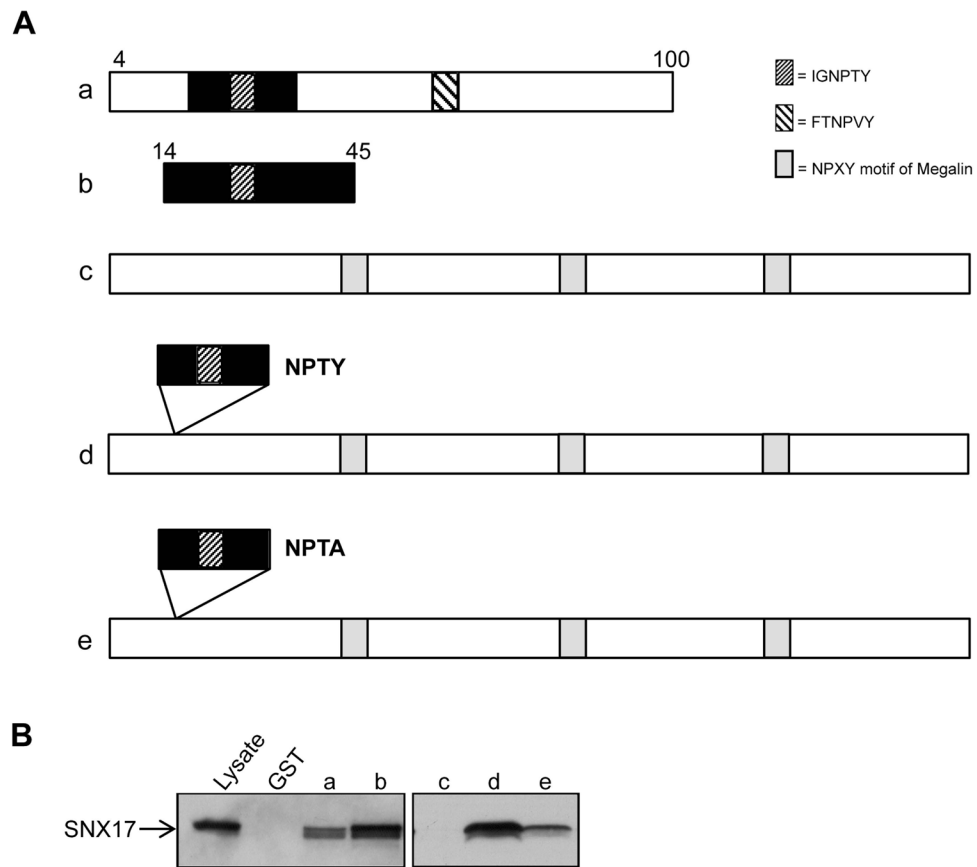 A
4 100
a
= IGNPTY
= FTNPVY
= NPXY motif of Megalin
14 45
b
c
NPTY
d
NPTA
e
B
Lysate GST a b c d e
SNX17